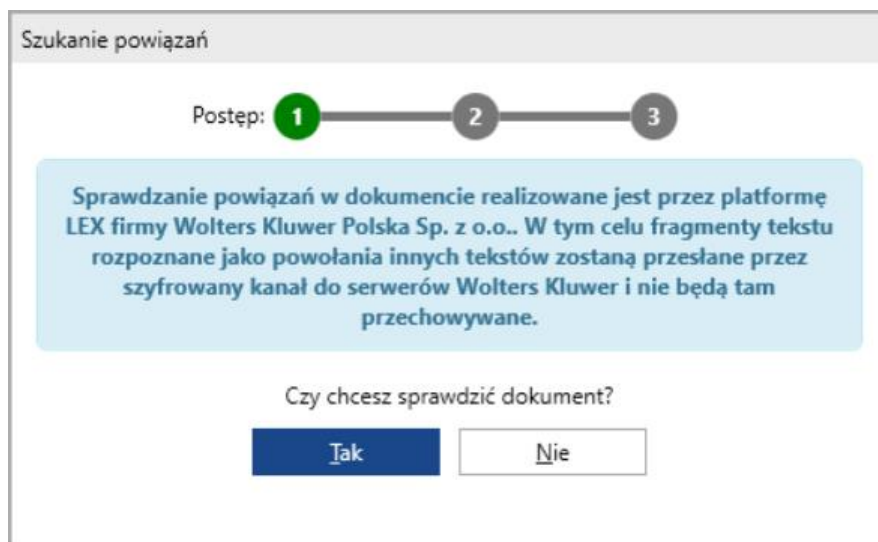 Szukanie powiązań
Postęp: 1 2 3
Sprawdzanie powiązań w dokumencie realizowane jest przez platformę
LEX firmy Wolters Kluwer Polska Sp. z o.o.. W tym celu fragmenty tekstu
rozpoznane jako powołania innych tekstów zostaną przesłane przez
szyfrowany kanał do serwerów Wolters Kluwer i nie będą tam
przechowywane.
Czy chcesz sprawdzić dokument?
Tak Nie